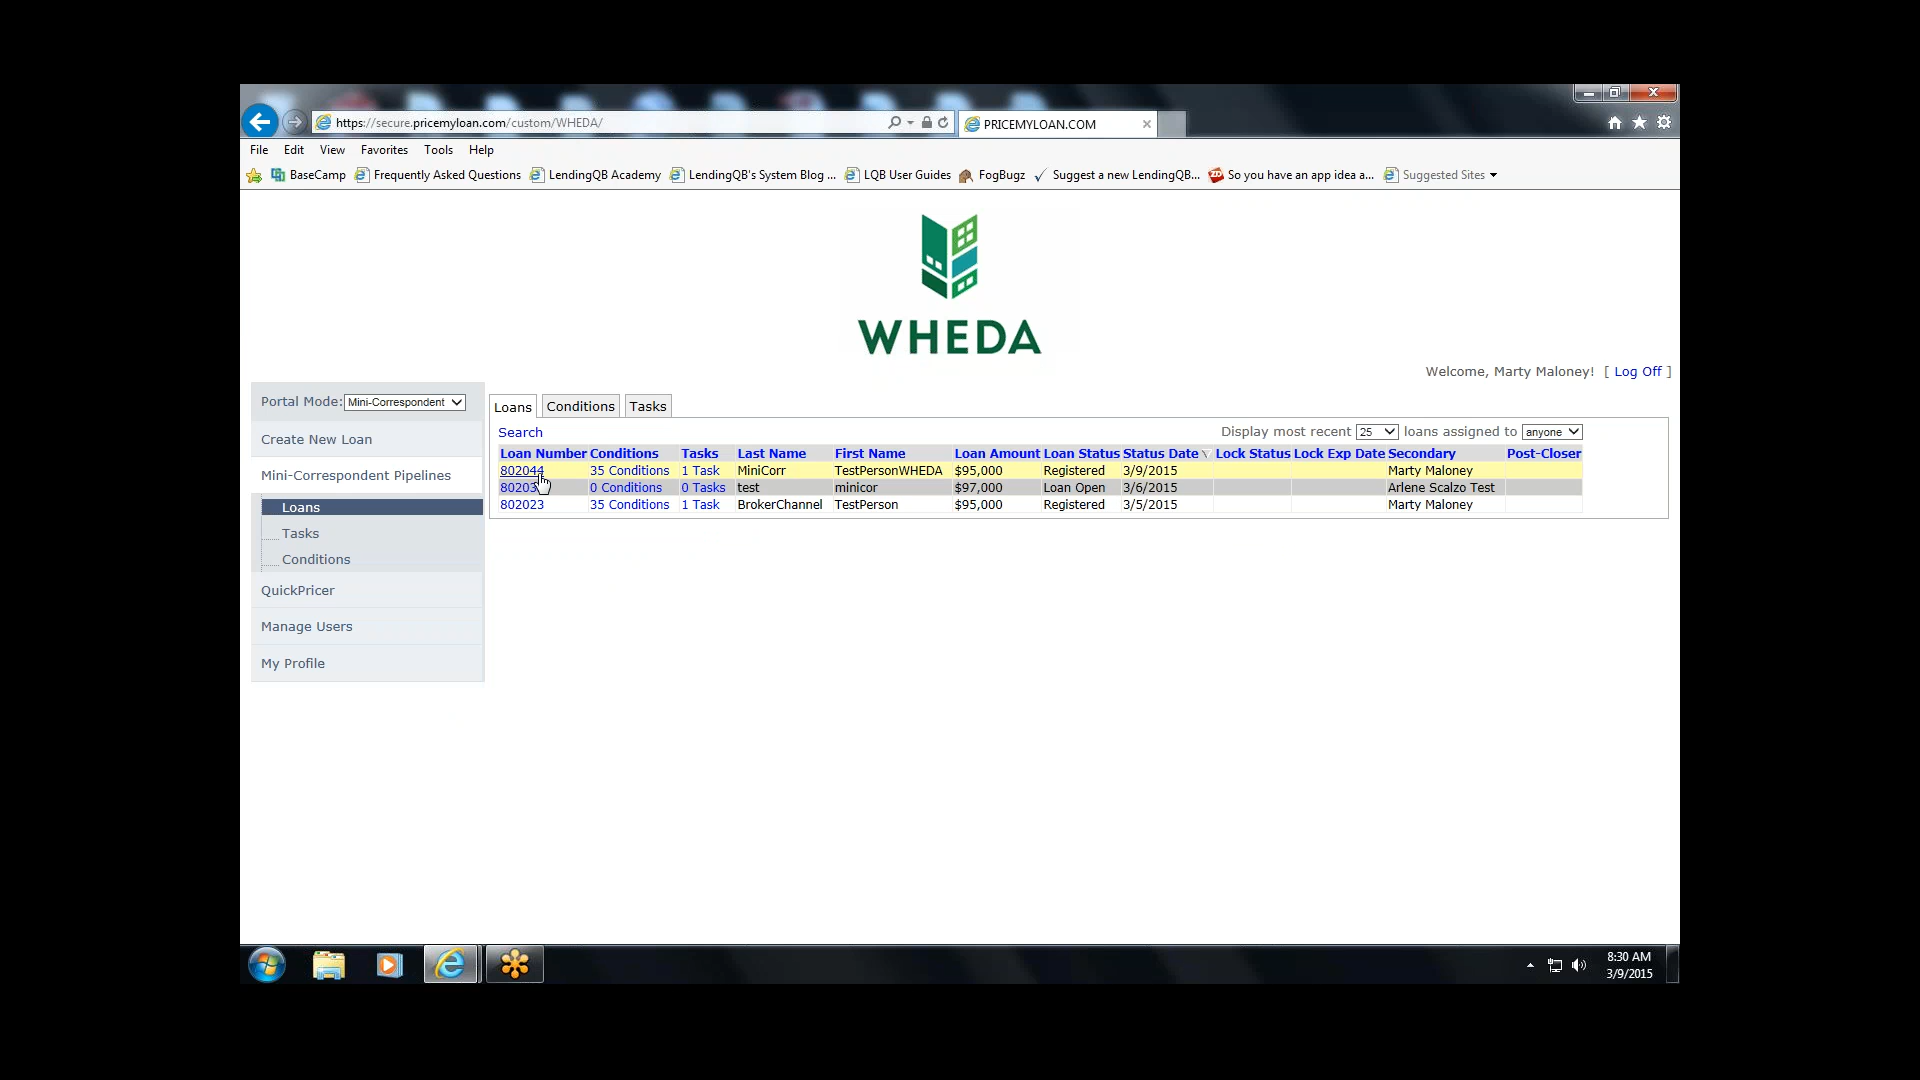 https://secure.pricemyloan.com/custom/WHEDA/
PRICEMYLOAN.COM
File Edit View Favorites Tools Help
BaseCamp Frequently Asked Questions LendingQB Academy LendingQB's System Blog ... LQB User Guides FogBugz Suggest a new LendingQB... So you have an app idea a... Suggested Sites
WHEDA
Welcome, Marty Maloney! [ Log Off ]
Portal Mode: Mini-Correspondent
Create New Loan
Mini-Correspondent Pipelines
Loans
Tasks
Conditions
QuickPricer
Manage Users
My Profile
Loans Conditions Tasks
Search Display most recent 25 loans assigned to anyone
Loan Number Conditions Tasks Last Name First Name Loan Amount Loan Status Status Date Lock Status Lock Exp Date Secondary Post-Closer
802044 35 Conditions 1 Task MiniCorr TestPersonWHEDA $95,000 Registered 3/9/2015 Marty Maloney
0 Conditions 0 Tasks test minicor $97,000 Loan Open 3/6/2015 Arlene Scalzo Test
802023 35 Conditions 1 Task BrokerChannel TestPerson $95,000 Registered 3/5/2015 Marty Maloney
8:30 AM
3/9/2015